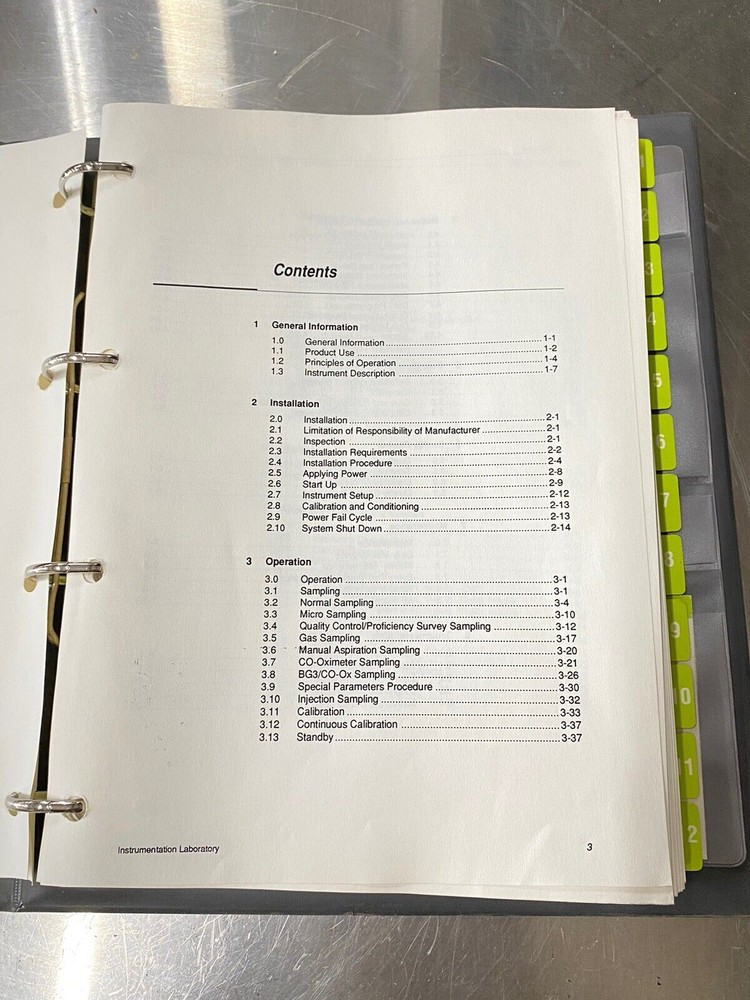 Contents
1 General Information
1.0 General Information 1-1
1.1 Product Use 1-2
1.2 Principles of Operation 1-4
1.3 Instrument Description 1-7
2 Installation
2.0 Installation 2-1
2.1 Limitation of Responsibility of Manufacturer 2-1
2.2 Inspection 2-1
2.3 Installation Requirements 2-2
2.4 Installation Procedure 2-4
2.5 Applying Power 2-8
2.6 Start Up 2-9
2.7 Instrument Setup 2-12
2.8 Calibration and Conditioning 2-13
2.9 Power Fail Cycle 2-13
2.10 System Shut Down 2-14
3 Operation
3.0 Operation 3-1
3.1 Sampling 3-1
3.2 Normal Sampling 3-4
3.3 Micro Sampling 3-10
3.4 Quality Control/Proficiency Survey Sampling 3-12
3.5 Gas Sampling 3-17
3.6 Manual Aspiration Sampling 3-20
3.7 CO-Oximeter Sampling 3-21
3.8 BG3/CO-Ox Sampling 3-26
3.9 Special Parameters Procedure 3-30
3.10 Injection Sampling 3-32
3.11 Calibration 3-33
3.12 Continuous Calibration 3-37
3.13 Standby 3-37
Instrumentation Laboratory 3
1
2
3
4
5
6
7
8
9
10
11
12